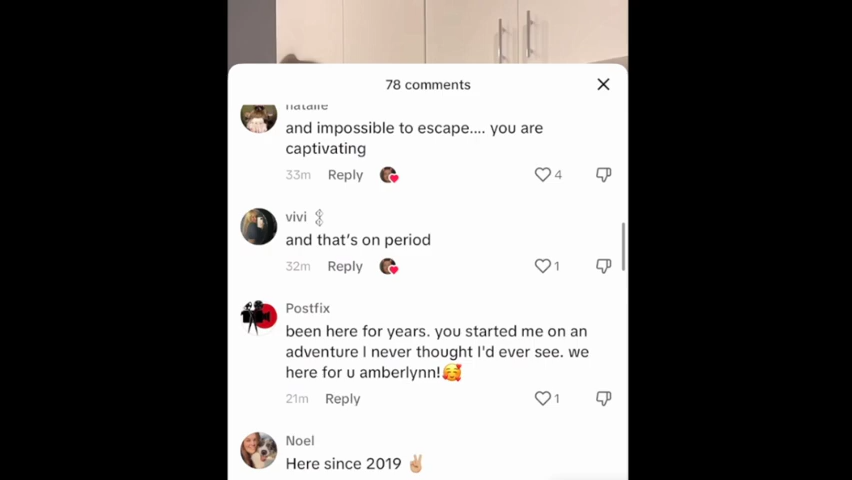 78 comments
natalie
and impossible to escape.... you are
captivating
33m Reply 4
vivi
and that's on period
32m Reply 1
Postfix
been here for years. you started me on an
adventure I never thought I'd ever see. we
here for u amberlynn!🥰
21m Reply 1
Noel
Here since 2019 ✌🏼